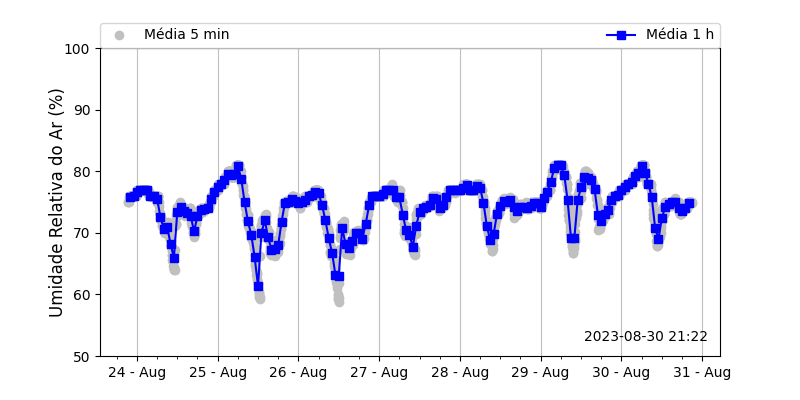 Média 5 min
Média 1 h
100
90
80
70
60
50
Umidade Relativa do Ar (%)
2023-08-30 21:22
24 - Aug
25 - Aug
26 - Aug
27 - Aug
28 - Aug
29 - Aug
30 - Aug
31 - Aug